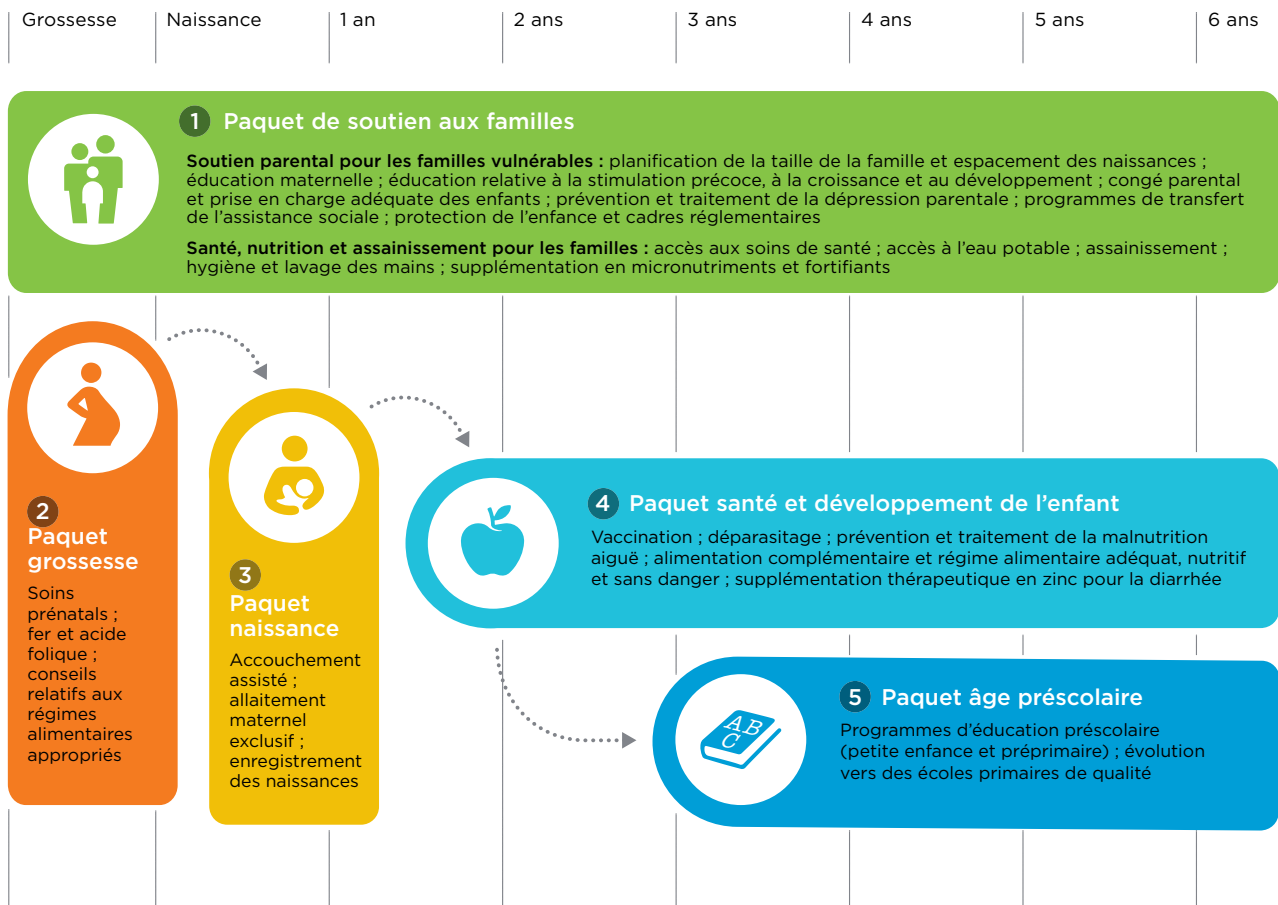 Grossesse
Naissance
1 an
2 ans
3 ans
4 ans
5 ans
6 ans
1 Paquet de soutien aux familles
Soutien parental pour les familles vulnérables : planification de la taille de la famille et espacement des naissances ;
éducation maternelle ; éducation relative à la stimulation précoce, à la croissance et au développement ; congé parental
et prise en charge adéquate des enfants ; prévention et traitement de la dépression parentale ; programmes de transfert
de l'assistance sociale ; protection de l'enfance et cadres réglementaires
Santé, nutrition et assainissement pour les familles : accès aux soins de santé ; accès à l'eau potable ; assainissement ;
hygiène et lavage des mains ; supplémentation en micronutriments et fortifiants
2
Paquet
grossesse
Soins
prénatals ;
fer et acide
folique ;
conseils
relatifs aux
régimes
alimentaires
appropriés
3
Paquet
naissance
Accouchement
assisté ;
allaitement
maternel
exclusif ;
enregistrement
des naissances
4 Paquet santé et développement de l'enfant
Vaccination ; déparasitage ; prévention et traitement de la malnutrition
aiguë ; alimentation complémentaire et régime alimentaire adéquat, nutritif
et sans danger ; supplémentation thérapeutique en zinc pour la diarrhée
A B
C
5 Paquet âge préscolaire
Programmes d'éducation préscolaire
(petite enfance et préprimaire) ; évolution
vers des écoles primaires de qualité